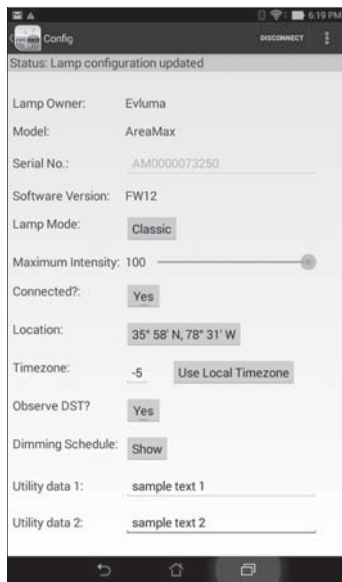 6:19 PM
Config DISCONNECT
Status: Lamp configuration updated
Lamp Owner: Evluma
Model: AreaMax
Serial No.: AM0000073250
Software Version: FW12
Lamp Mode: Classic
Maximum Intensity: 100
Connected?: Yes
Location: 35° 58' N, 78° 31' W
Timezone: -5 Use Local Timezone
Observe DST? Yes
Dimming Schedule: Show
Utility data 1: sample text 1
Utility data 2: sample text 2